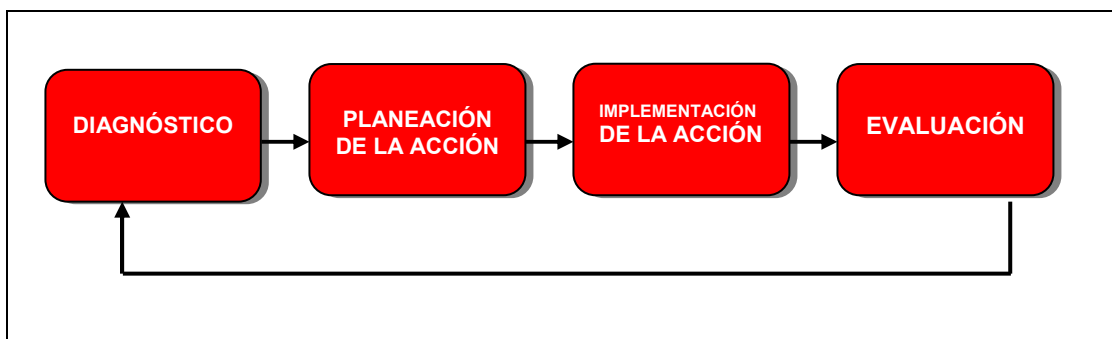 DIAGNÓSTICO
PLANEACIÓN
DE LA ACCIÓN
IMPLEMENTACIÓN
DE LA ACCIÓN
EVALUACIÓN